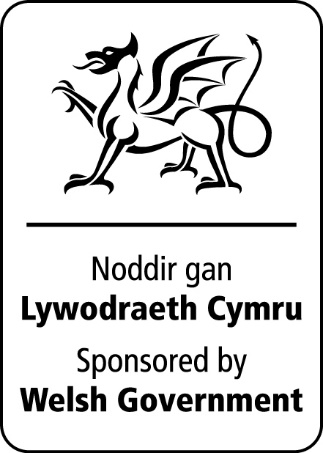 Noddir gan
Lywodraeth Cymru
Sponsored by
Welsh Government